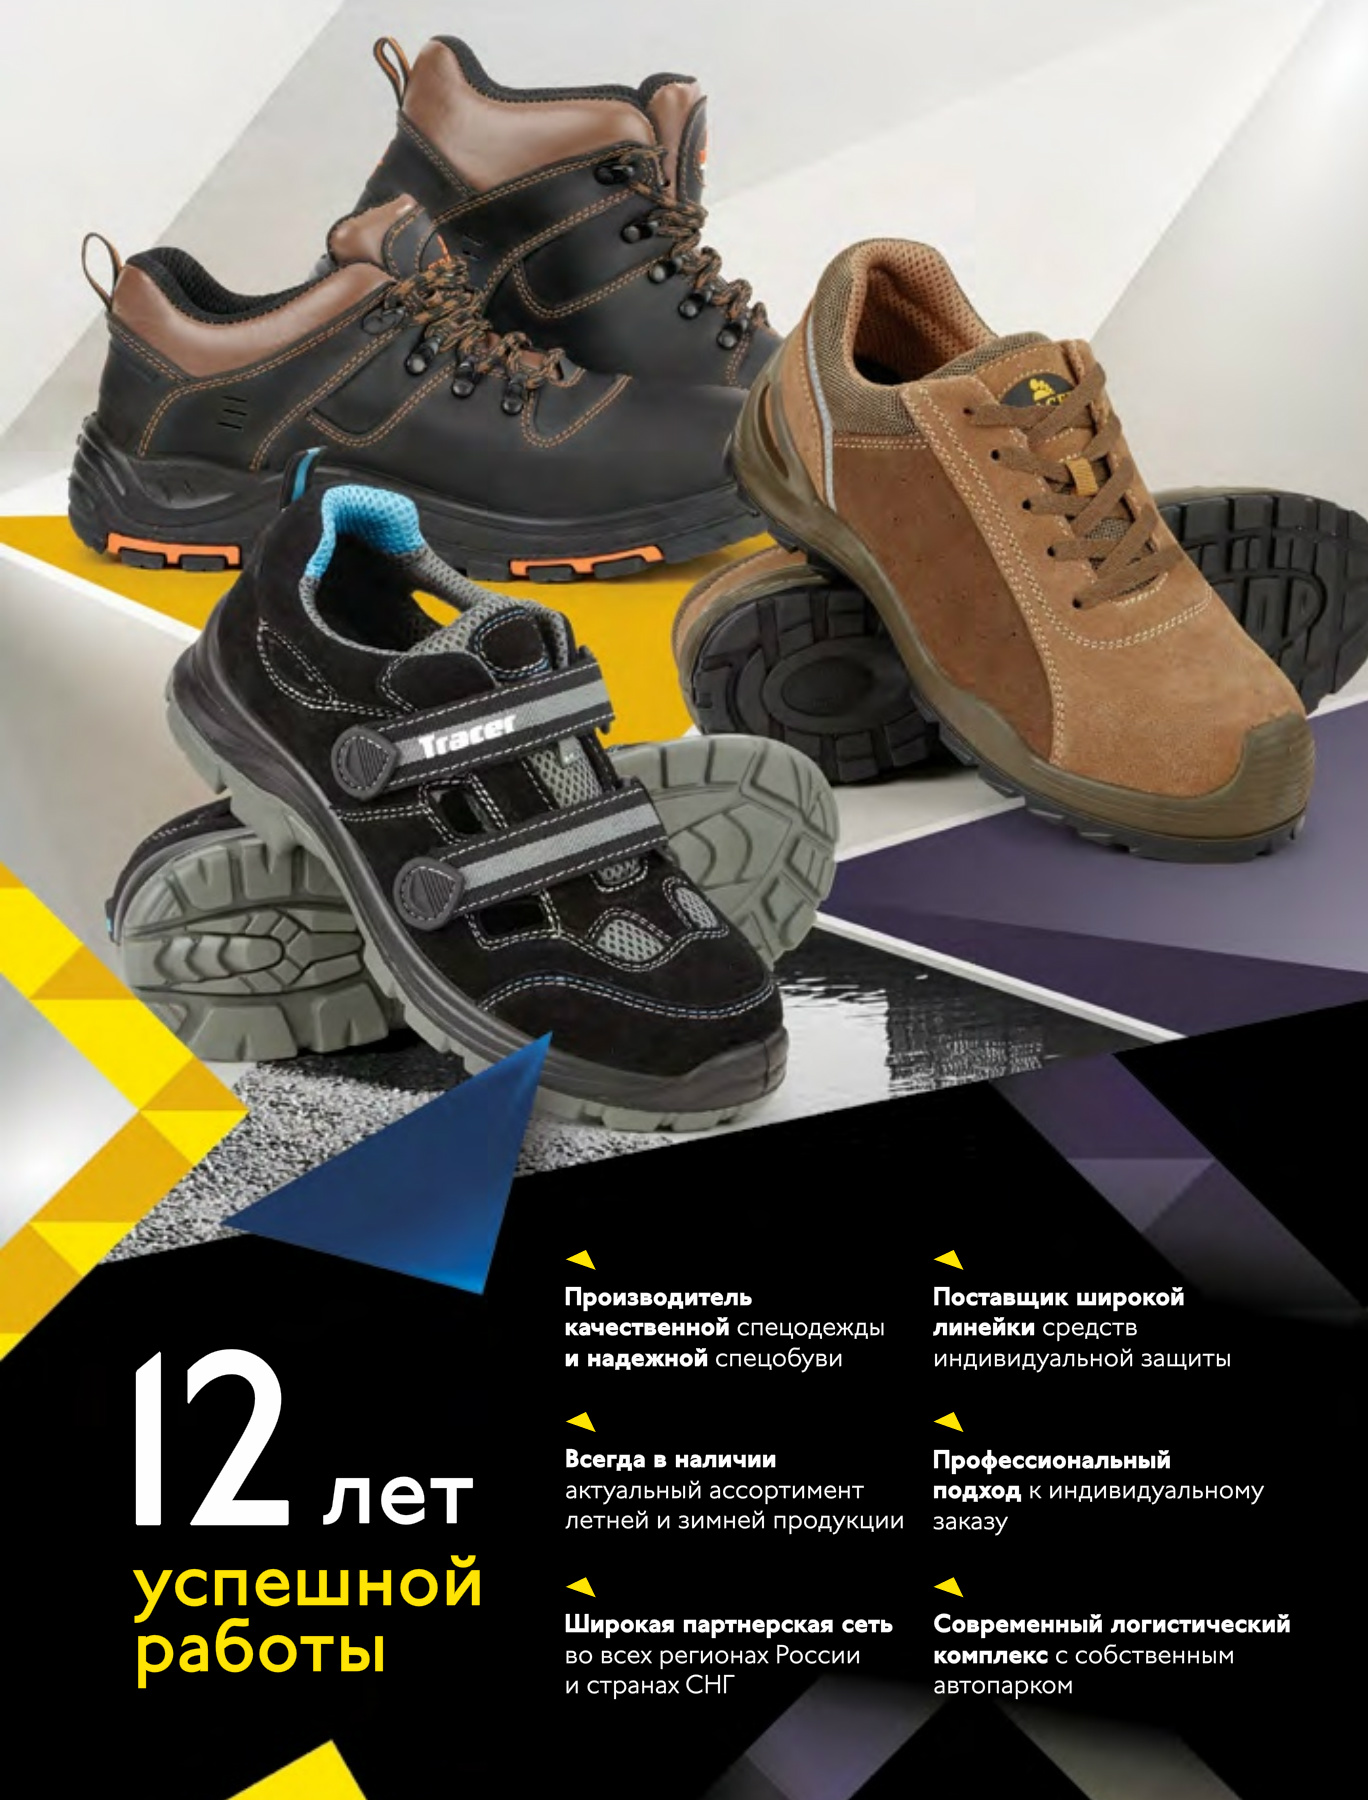 Tracer
12 лет
успешной
работы
Производитель
качественной спецодежды
и надежной спецобуви
Поставщик широкой
линейки средств
индивидуальной защиты
Всегда в наличии
актуальный ассортимент
летней и зимней продукции
Профессиональный
подход к индивидуальному
заказу
Широкая партнерская сеть
во всех регионах России
и странах СНГ
Современный логистический
комплекс с собственным
автопарком